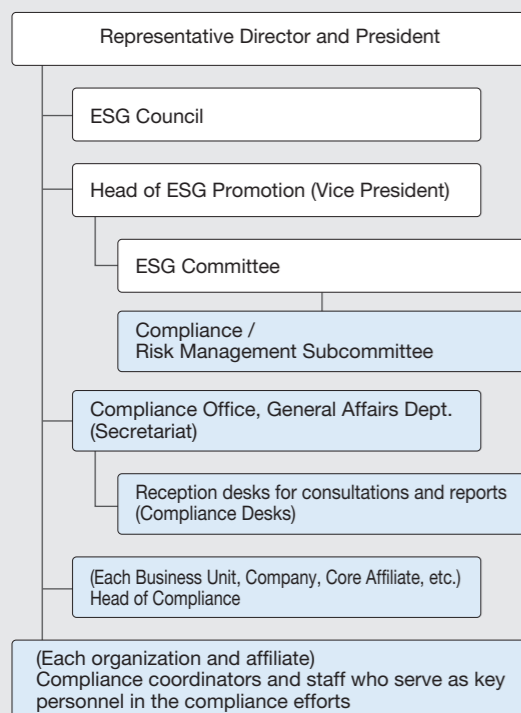 Representative Director and President
ESG Council
Head of ESG Promotion (Vice President)
ESG Committee
Compliance /
Risk Management Subcommittee
Compliance Office, General Affairs Dept.
(Secretariat)
Reception desks for consultations and reports
(Compliance Desks)
(Each Business Unit, Company, Core Affiliate, etc.)
Head of Compliance
(Each organization and affiliate)
Compliance coordinators and staff who serve as key
personnel in the compliance efforts